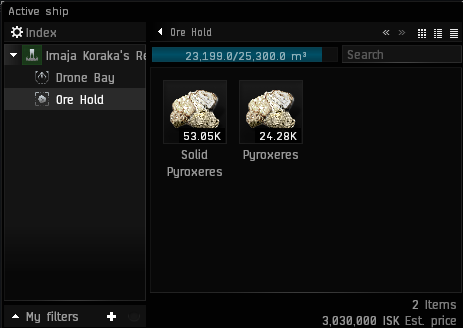 Active ship
Index
Ore Hold
Imaja Koraka's Re
23,199.0/25,300.0 m³
Search
Drone Bay
Ore Hold
53.05K
24.28K
Solid
Pyroxeres
Pyroxeres
2 Items
My filters
3,030,000 ISK Est. price